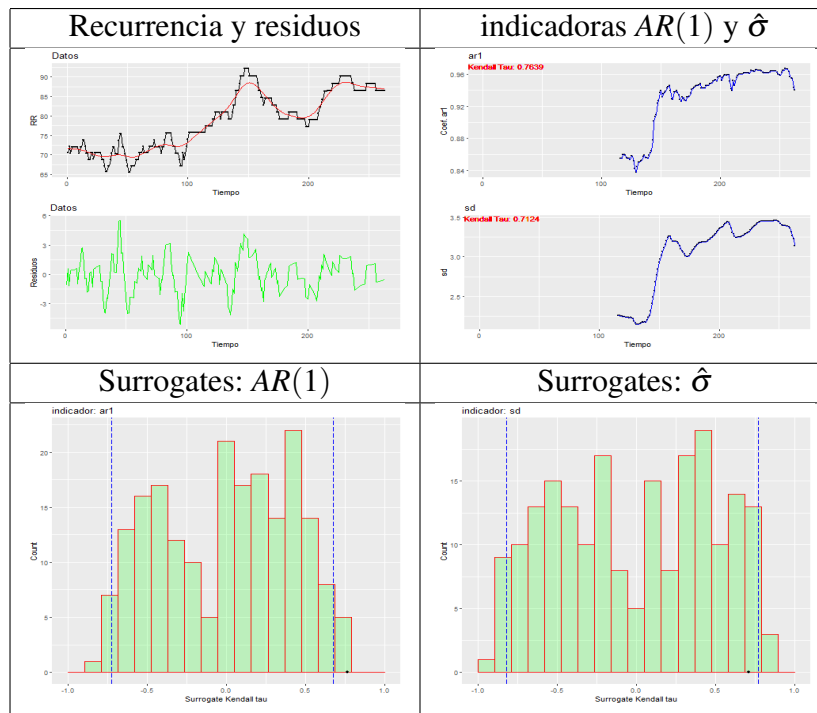 Recurrencia y residuos
Datos
RR
90
85
80
75
70
65
0
100
200
Tiempo
Datos
Residuos
6
3
0
-3
0
100
200
Tiempo
indicadoras AR(1) y σ̂
ar1
Kendall Tau: 0.7639
Coef. ar1
0.96
0.92
0.88
0.84
0
100
200
Tiempo
sd
Kendall Tau: 0.7124
sd
3.5
3.0
2.5
0
100
200
Tiempo
Surrogates: AR(1)
indicador: ar1
Count
20
15
10
5
0
-1.0
-0.5
0.0
0.5
1.0
Surrogate Kendall tau
Surrogates: σ̂
indicador: sd
Count
15
10
5
0
-1.0
-0.5
0.0
0.5
1.0
Surrogate Kendall tau